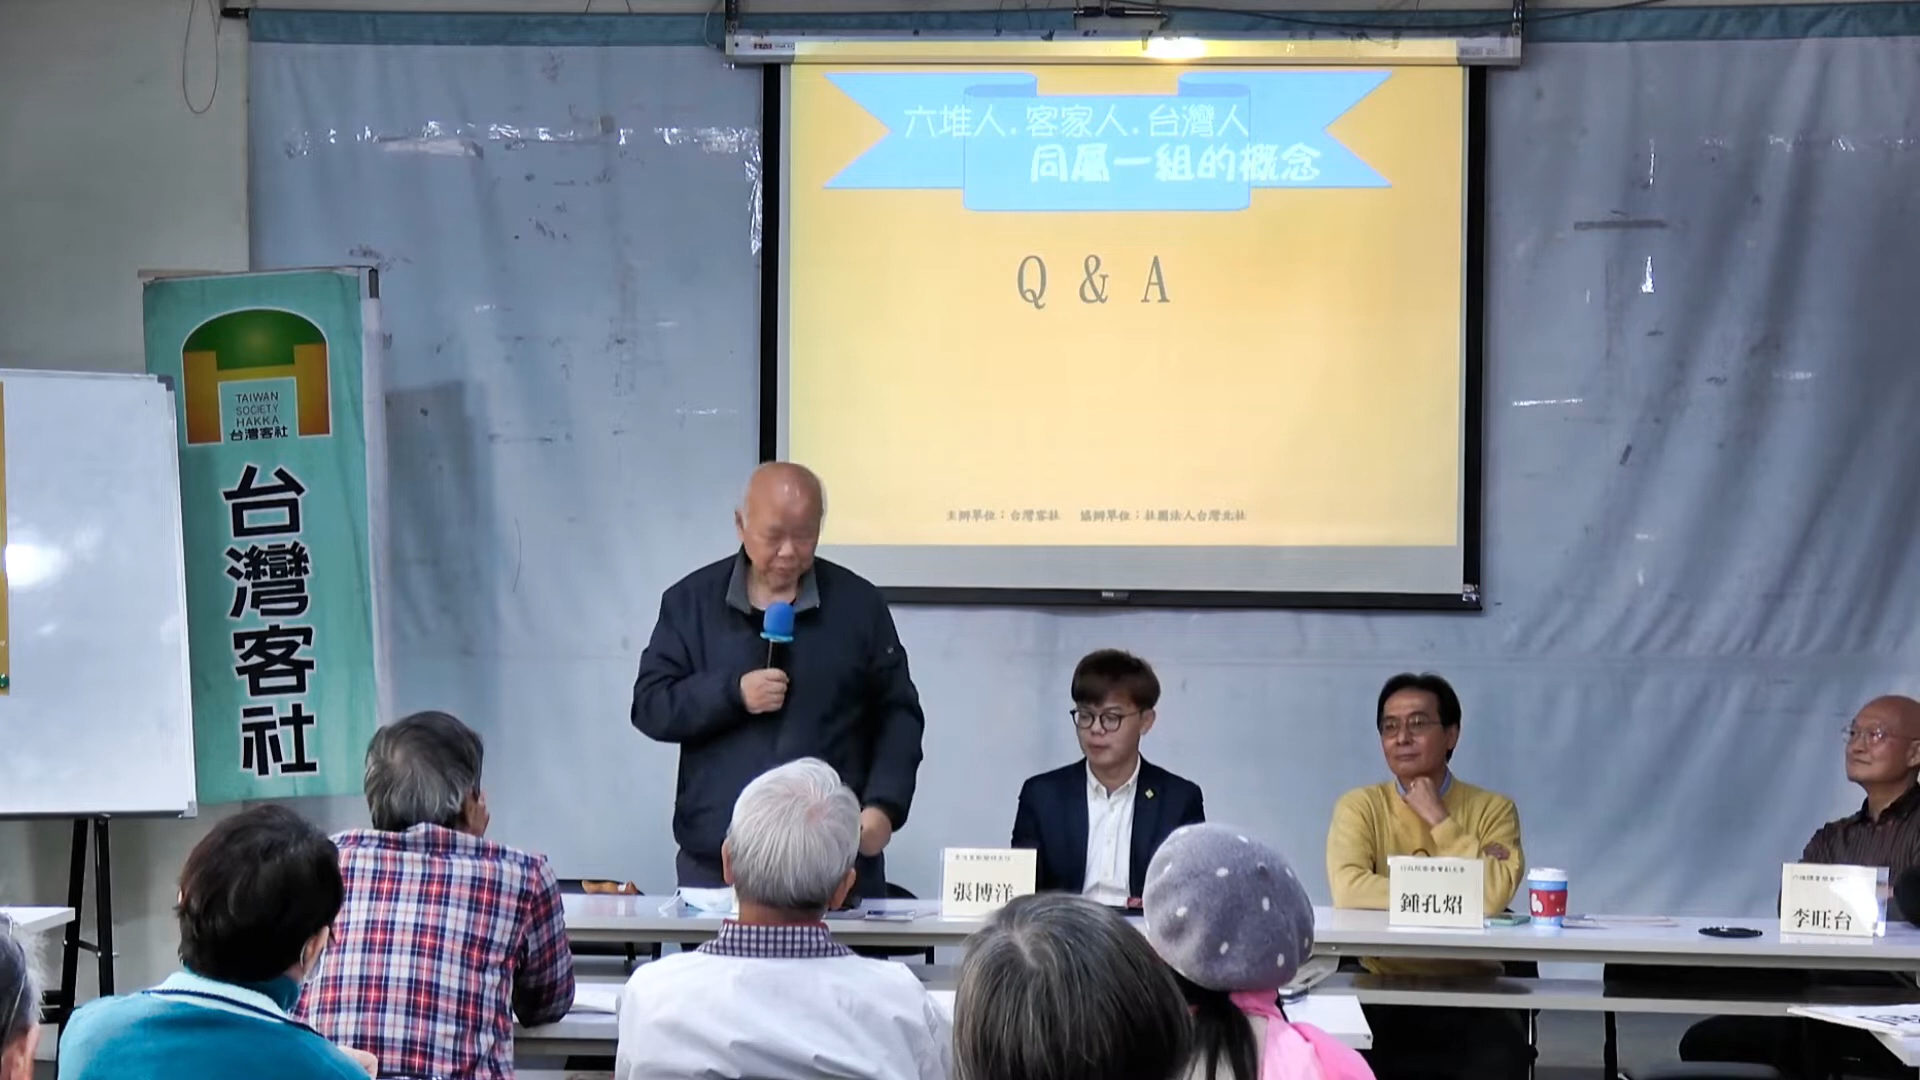 六堆人.客家人.台灣人
同屬一組的概念
Q & A
主辦單位：台灣客社 協辦單位：社團法人台灣北社
TAIWAN
SOCIETY
HAKKA
台灣客社
台灣客社
張博洋
鍾孔炤
李旺台